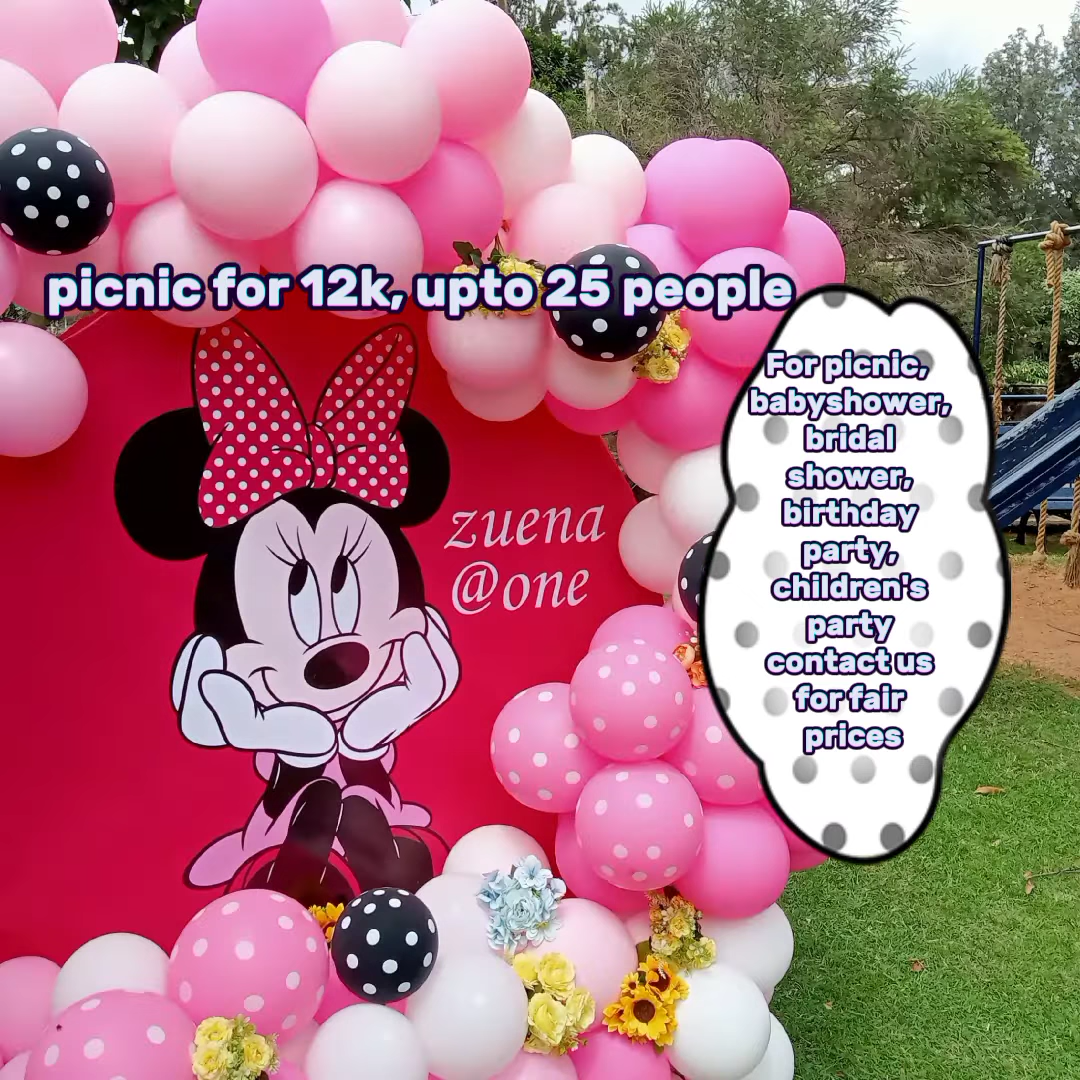 picnic for 12k, upto 25 people
zuena
@one
For picnic,
babyshower,
bridal
shower,
birthday
party,
children's
party
contact us
for fair
prices